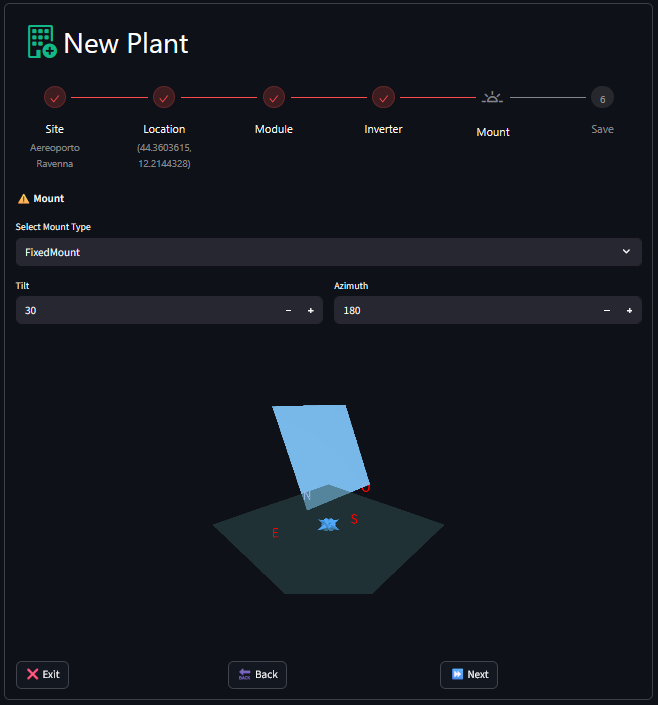 New Plant
6
Site
Location
Module
Inverter
Mount
Save
Aereoporto
Ravenna
(44.3603615,
12.2144328)
Mount
Select Mount Type
FixedMount
Tilt
Azimuth
30
180
N
S
E
Exit
BACK
Back
Next